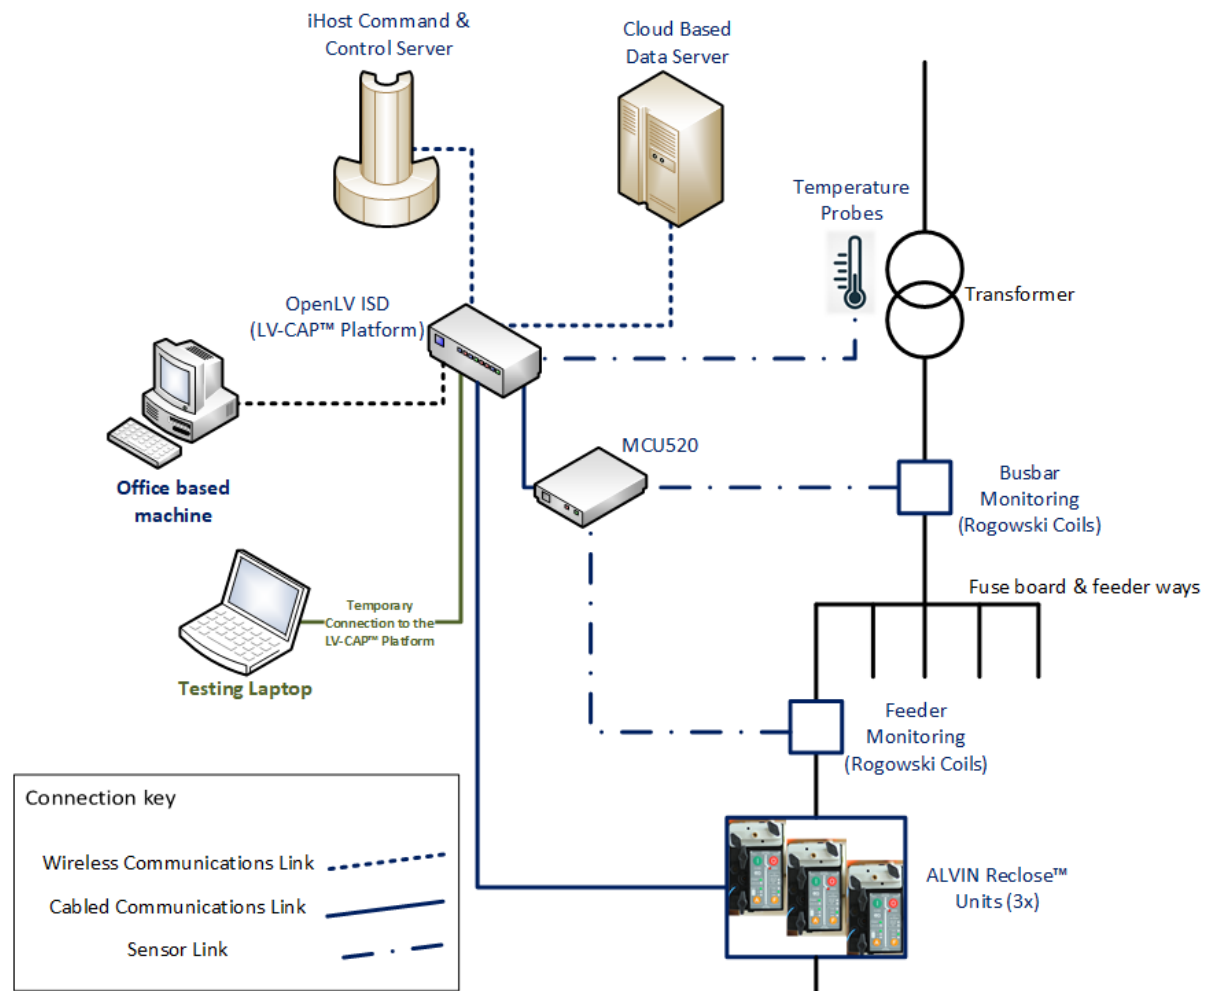 iHost Command &
Control Server
Cloud Based
Data Server
Temperature
Probes
Transformer
OpenLV ISD
(LV-CAP™ Platform)
MCU520
Busbar
Monitoring
(Rogowski Coils)
Office based
machine
Fuse board & feeder ways
Temporary
Connection to the
LV-CAP™ Platform
Testing Laptop
Feeder
Monitoring
(Rogowski Coils)
Connection key
Wireless Communications Link
Cabled Communications Link
Sensor Link
ALVIN Reclose™
Units (3x)